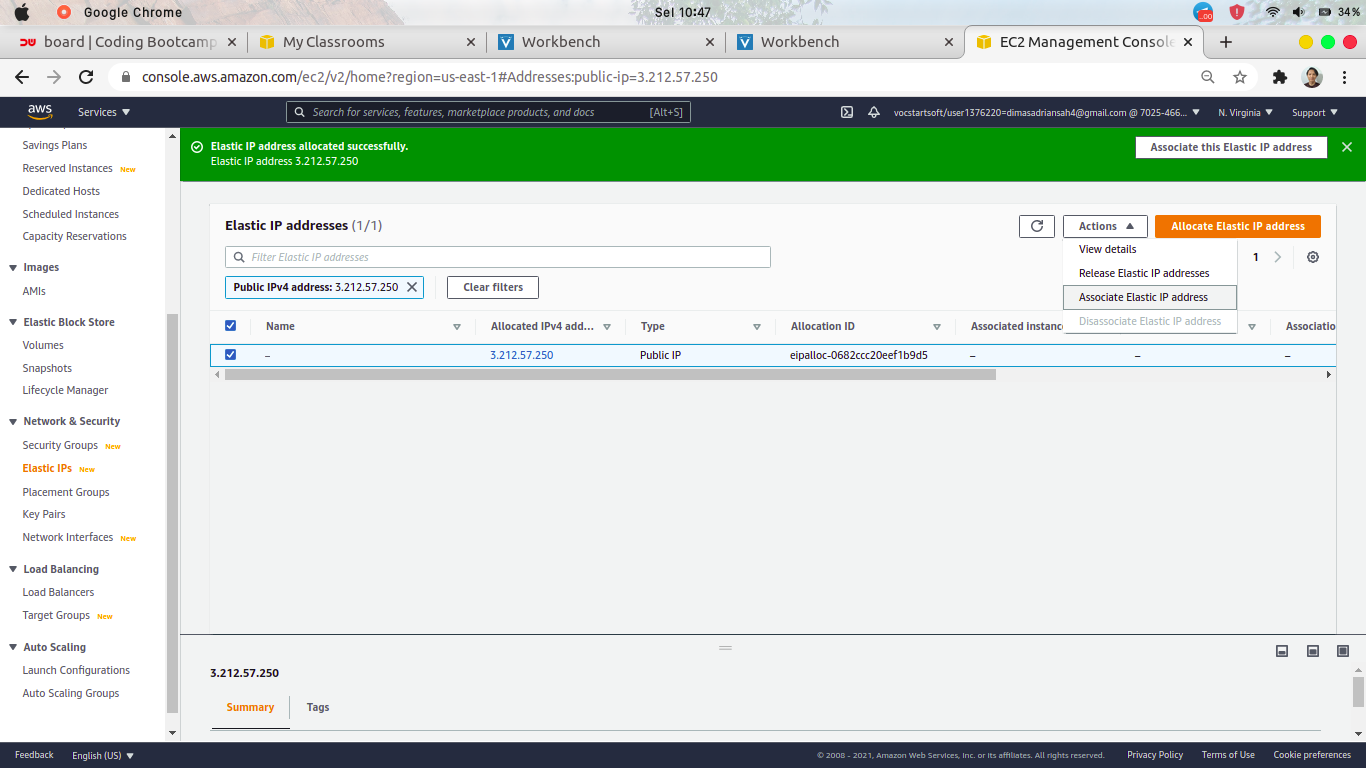 Google Chrome
Sel 10:47
34%
board | Coding Bootcamp
My Classrooms
Workbench
Workbench
EC2 Management Console
console.aws.amazon.com/ec2/v2/home?region=us-east-1#Addresses:public-ip=3.212.57.250
aws
Services
Search for services, features, marketplace products, and docs
[Alt+S]
vocstartsoft/user1376220=dimasadriansah4@gmail.com @ 7025-466...
N. Virginia
Support
Savings Plans
Reserved Instances New
Dedicated Hosts
Scheduled Instances
Capacity Reservations
Images
AMIs
Elastic Block Store
Volumes
Snapshots
Lifecycle Manager
Network & Security
Security Groups New
Elastic IPs New
Placement Groups
Key Pairs
Network Interfaces New
Load Balancing
Load Balancers
Target Groups New
Auto Scaling
Launch Configurations
Auto Scaling Groups
Elastic IP address allocated successfully.
Elastic IP address 3.212.57.250
Associate this Elastic IP address
Elastic IP addresses (1/1)
Actions
Allocate Elastic IP address
Filter Elastic IP addresses
1
View details
Release Elastic IP addresses
Associate Elastic IP address
Disassociate Elastic IP address
Public IPv4 address: 3.212.57.250
Clear filters
Name
Allocated IPv4 add...
Type
Allocation ID
Associated instanc
Associatio
–
3.212.57.250
Public IP
eipalloc-0682ccc20eef1b9d5
–
–
–
3.212.57.250
Summary
Tags
Feedback
English (US)
© 2008 - 2021, Amazon Web Services, Inc. or its affiliates. All rights reserved.
Privacy Policy
Terms of Use
Cookie preferences